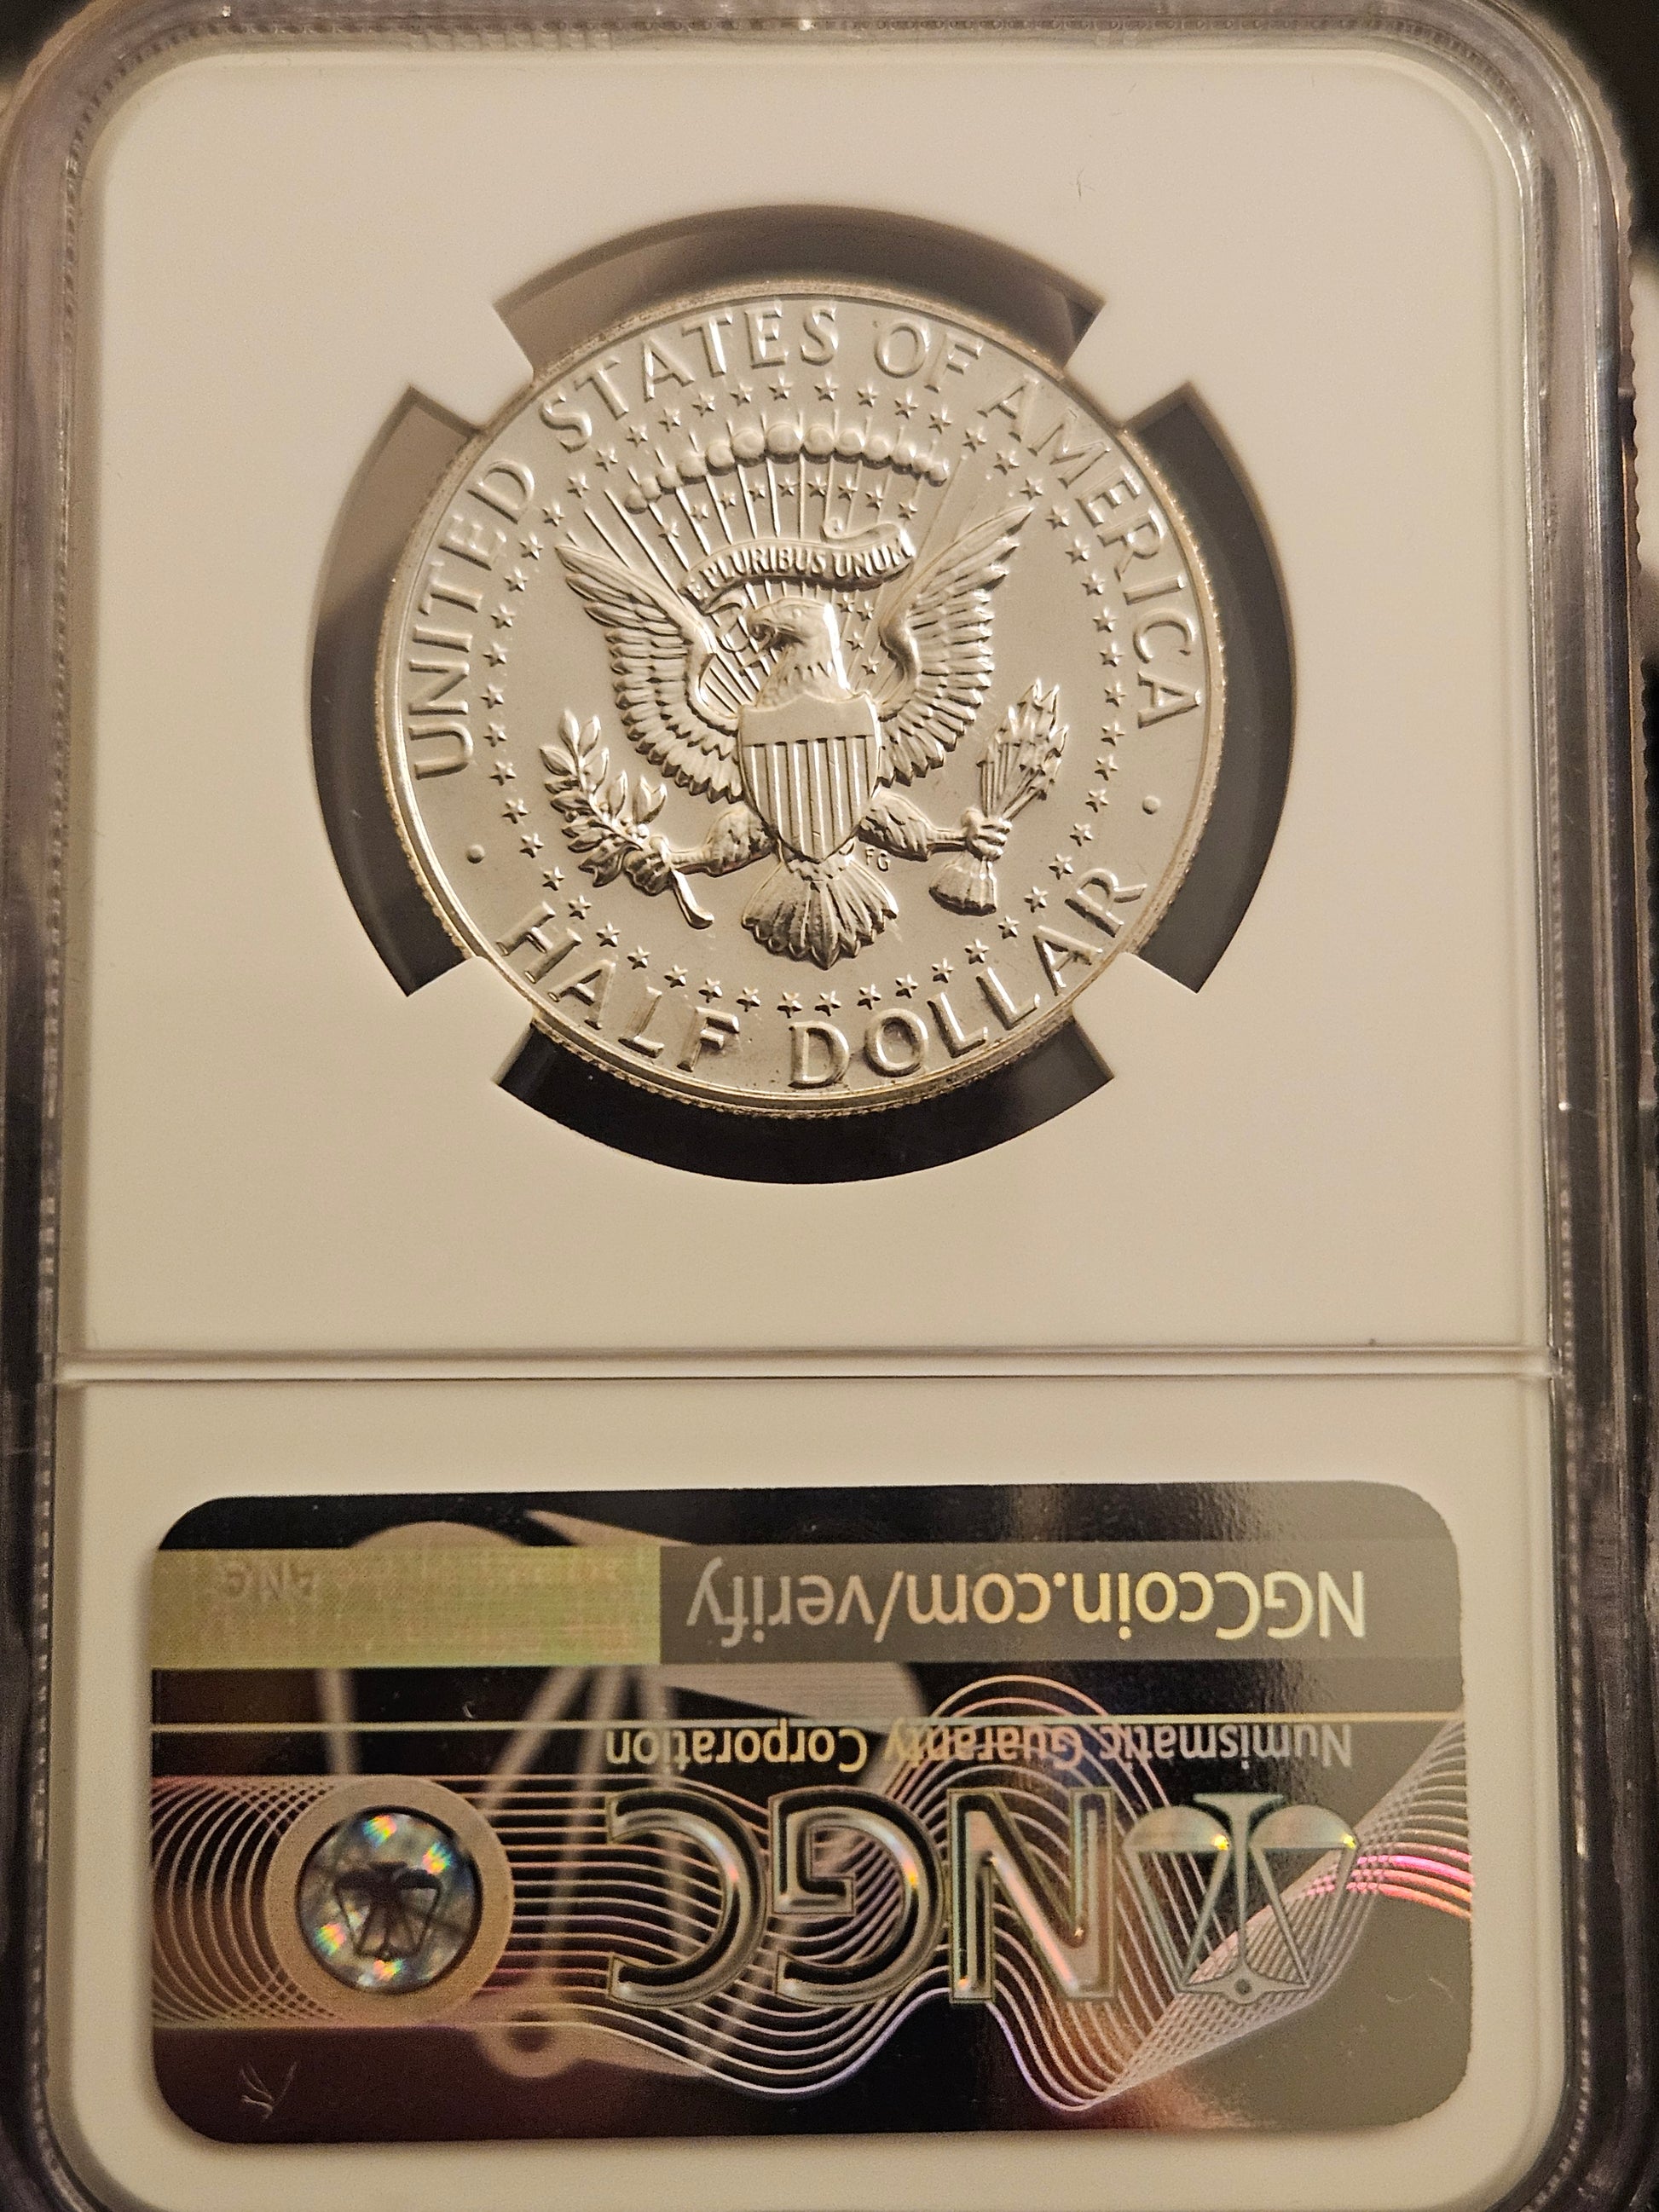 UNITED STATES OF AMERICA
E PLURIBUS UNUM
FG
HALF DOLLAR
NGCcoin.com/verify
Numismatic Guaranty Corporation
NGC